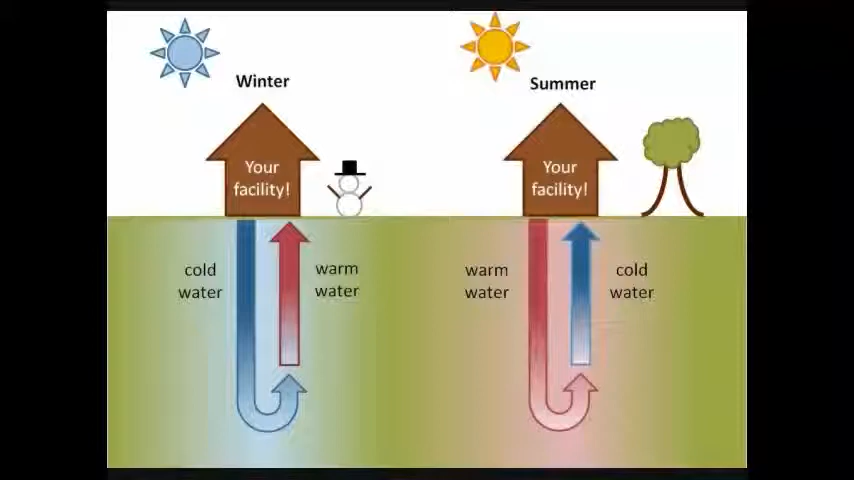 Winter
Summer
Your
facility!
Your
facility!
cold
water
warm
water
warm
water
cold
water